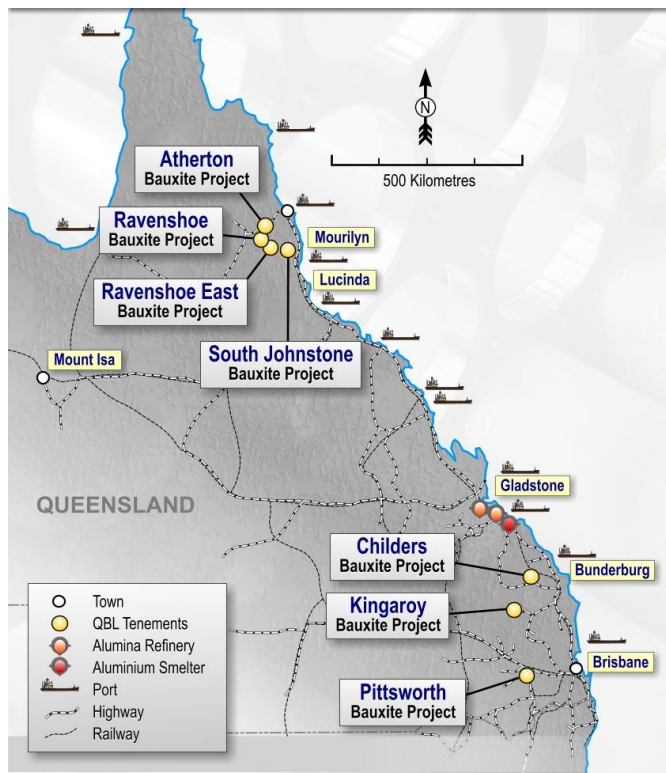 N
500 Kilometres
Atherton
Bauxite Project
Ravenshoe
Bauxite Project
Mourilyn
Ravenshoe East
Bauxite Project
Lucinda
South Johnstone
Bauxite Project
Mount Isa
Gladstone
QUEENSLAND
Childers
Bauxite Project
Bunderburg
Kingaroy
Bauxite Project
Brisbane
Pittsworth
Bauxite Project
Town
QBL Tenements
Alumina Refinery
Aluminium Smelter
Port
Highway
Railway